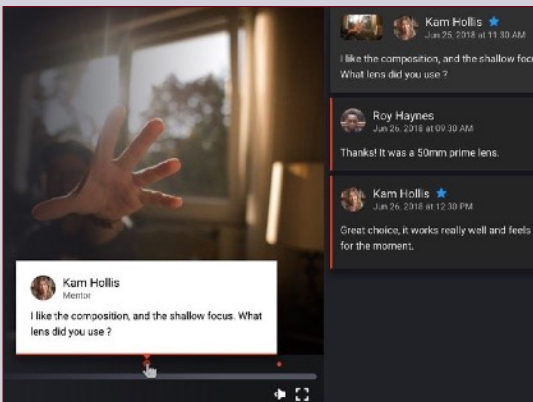 Kam Hollis
Jun 25, 2018 at 11:30 AM
I like the composition, and the shallow foc
What lens did you use ?
Roy Haynes
Jun 26, 2018 at 09:30 AM
Thanks! It was a 50mm prime lens.
Kam Hollis
Jun 26, 2018 at 12:30 PM
Great choice, it works really well and feels
for the moment.
Kam Hollis
Mentor
I like the composition, and the shallow focus. What
lens did you use ?